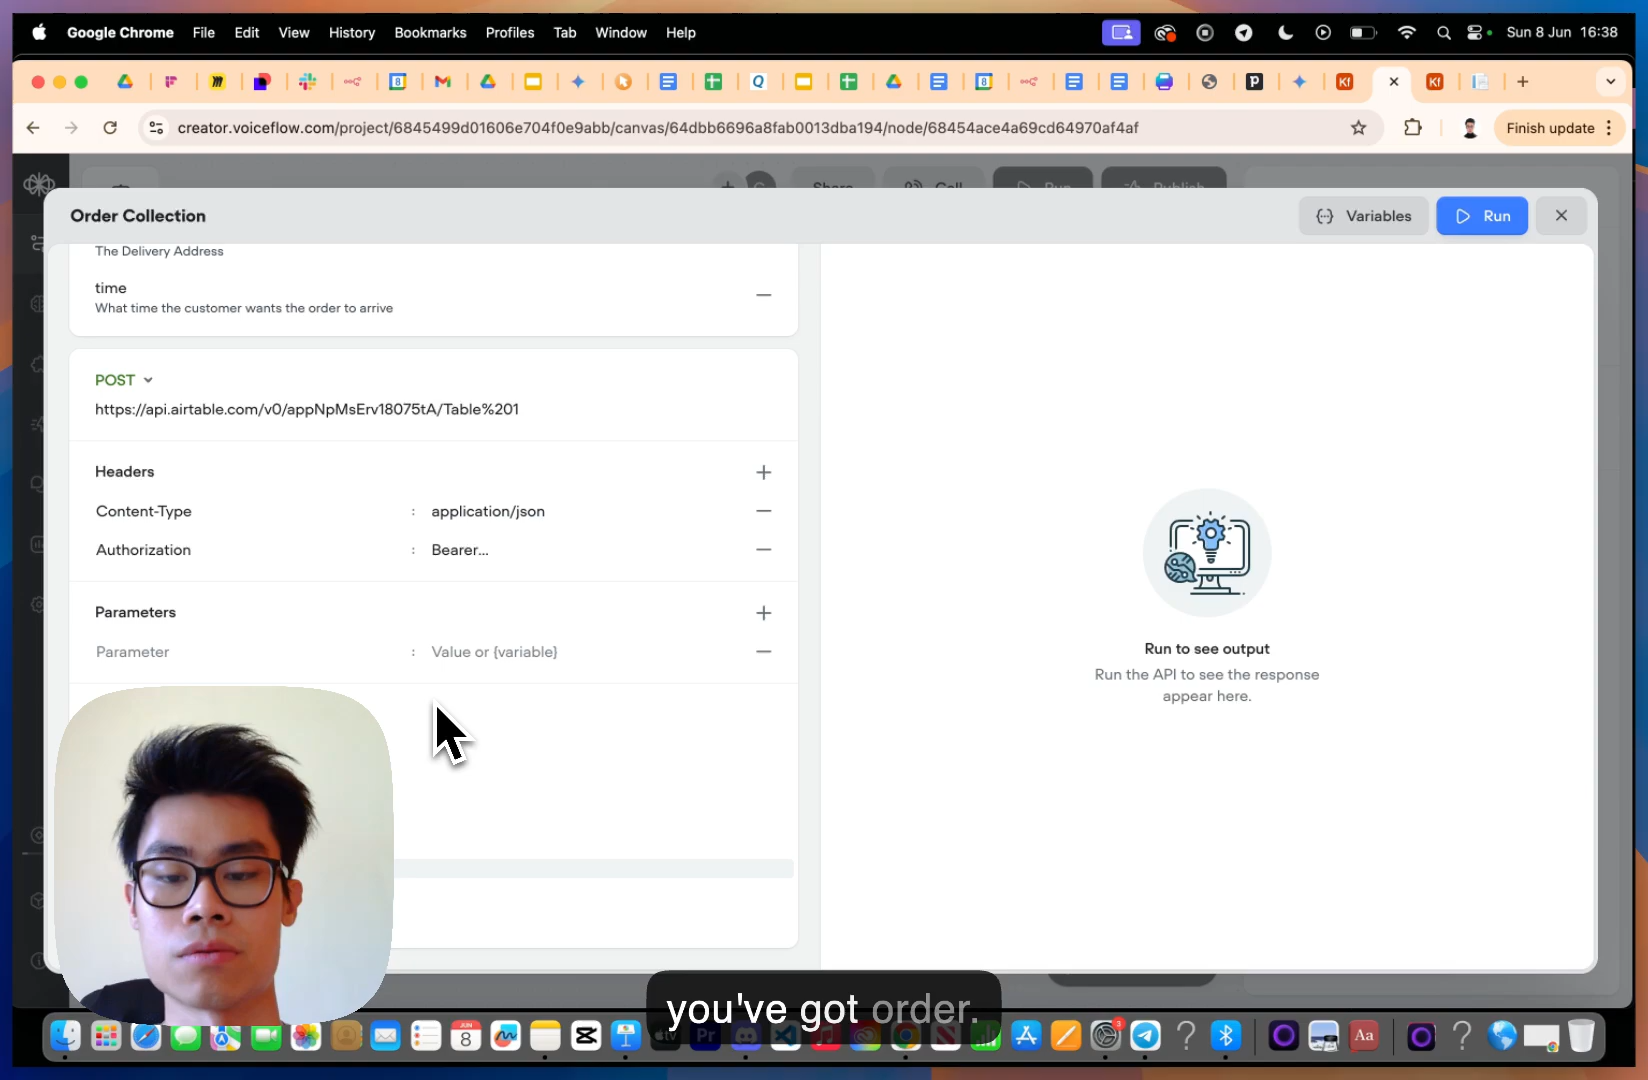 Google Chrome File Edit View History Bookmarks Profiles Tab Window Help
Sun 8 Jun 16:38
creator.voiceflow.com/project/6845499d01606e704f0e9abb/canvas/64dbb6696a8fab0013dba194/node/68454ace4a69cd64970af4af
Finish update
Share Call Run Publish
Order Collection
Variables
Run
The Delivery Address
time
What time the customer wants the order to arrive
POST
https://api.airtable.com/v0/appNpMsErv18075tA/Table%201
Headers
Content-Type : application/json
Authorization : Bearer...
Parameters
Parameter : Value or {variable}
Run to see output
Run the API to see the response
appear here.
you've got order.